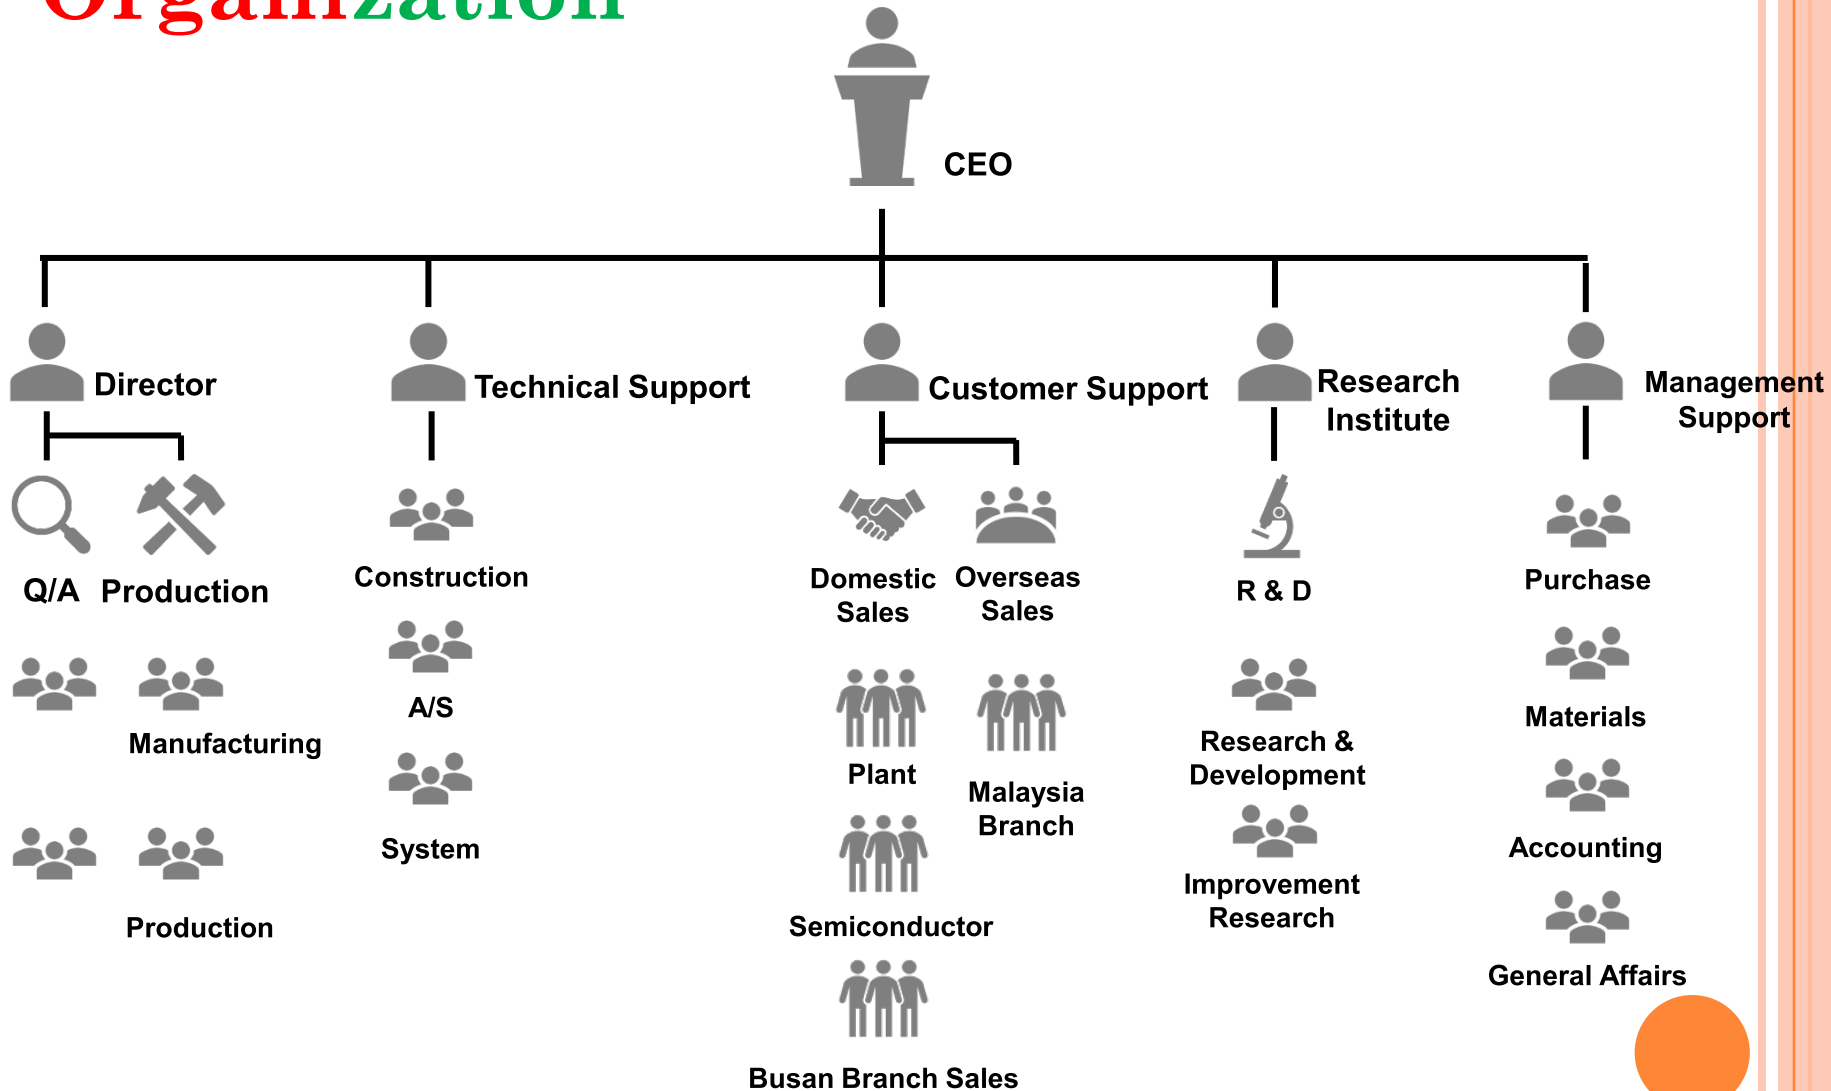 Organization
CEO
Director
Technical Support
Customer Support
Research
Institute
Management
Support
Q/A
Production
Construction
Domestic
Sales
Overseas
Sales
R & D
Purchase
Manufacturing
A/S
Plant
Malaysia
Branch
Research &
Development
Materials
Production
System
Semiconductor
Improvement
Research
Accounting
Busan Branch Sales
General Affairs